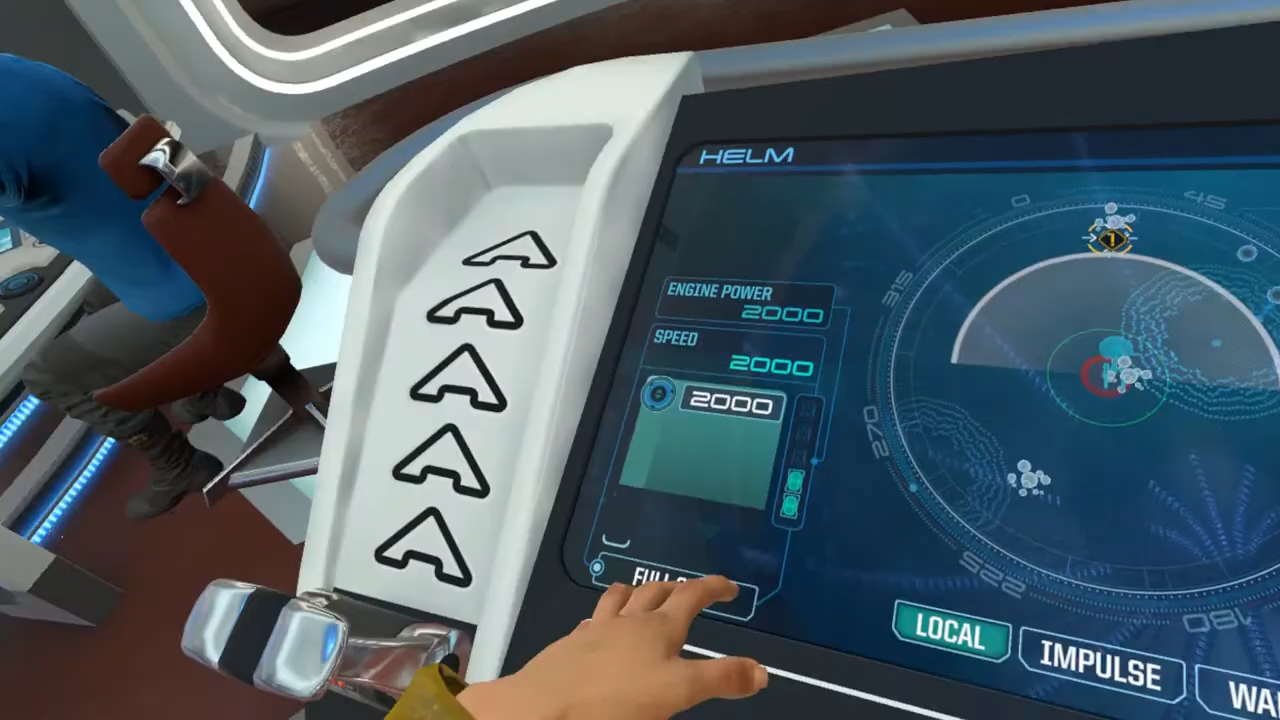 HELM
0
45
315
ENGINE POWER
2000
SPEED
2000
2000
270
225
180
LOCAL
IMPULSE